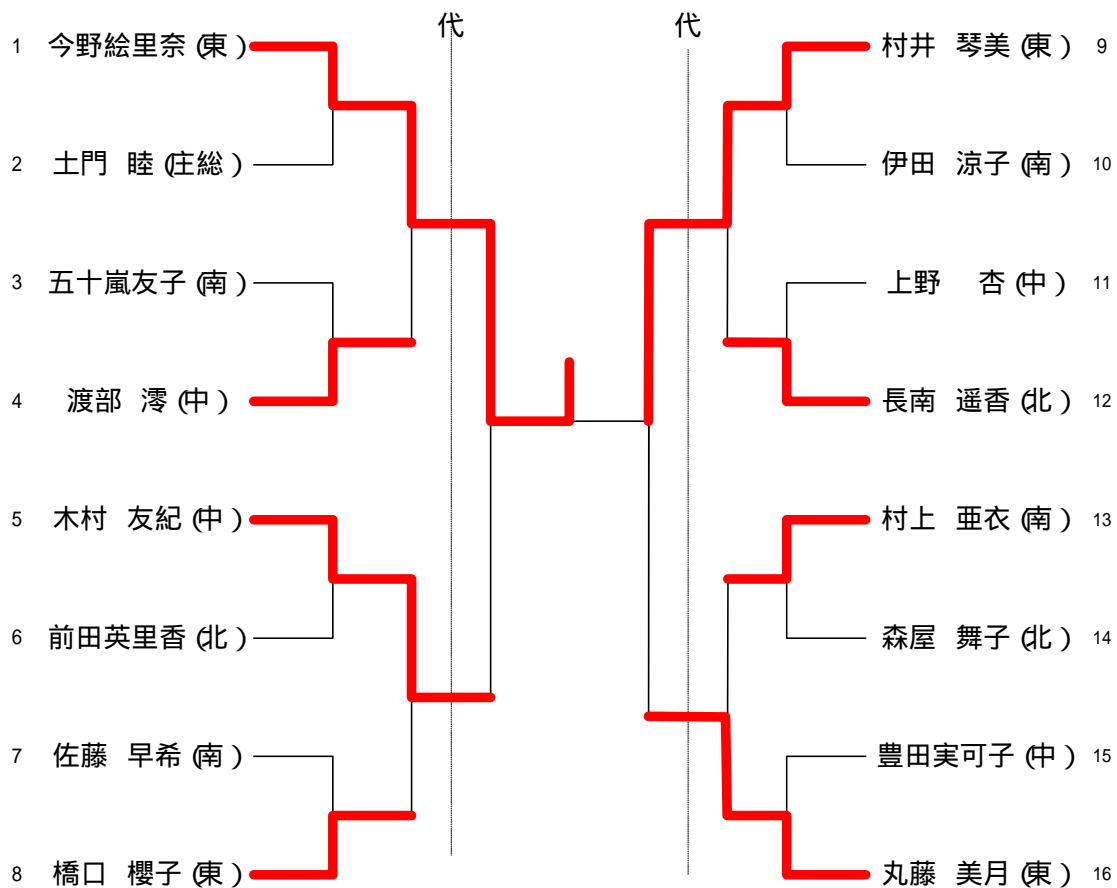 代 代
1 今野絵里奈 (東) 村井 琴美 (東) 9
2 土門 睦 (庄総) 伊田 涼子 (南) 10
3 五十嵐友子 (南) 上野 杏 (中) 11
4 渡部 澪 (中) 長南 遥香 (北) 12
5 木村 友紀 (中) 村上 亜衣 (南) 13
6 前田英里香 (北) 森屋 舞子 (北) 14
7 佐藤 早希 (南) 豊田実可子 (中) 15
8 橋口 櫻子 (東) 丸藤 美月 (東) 16